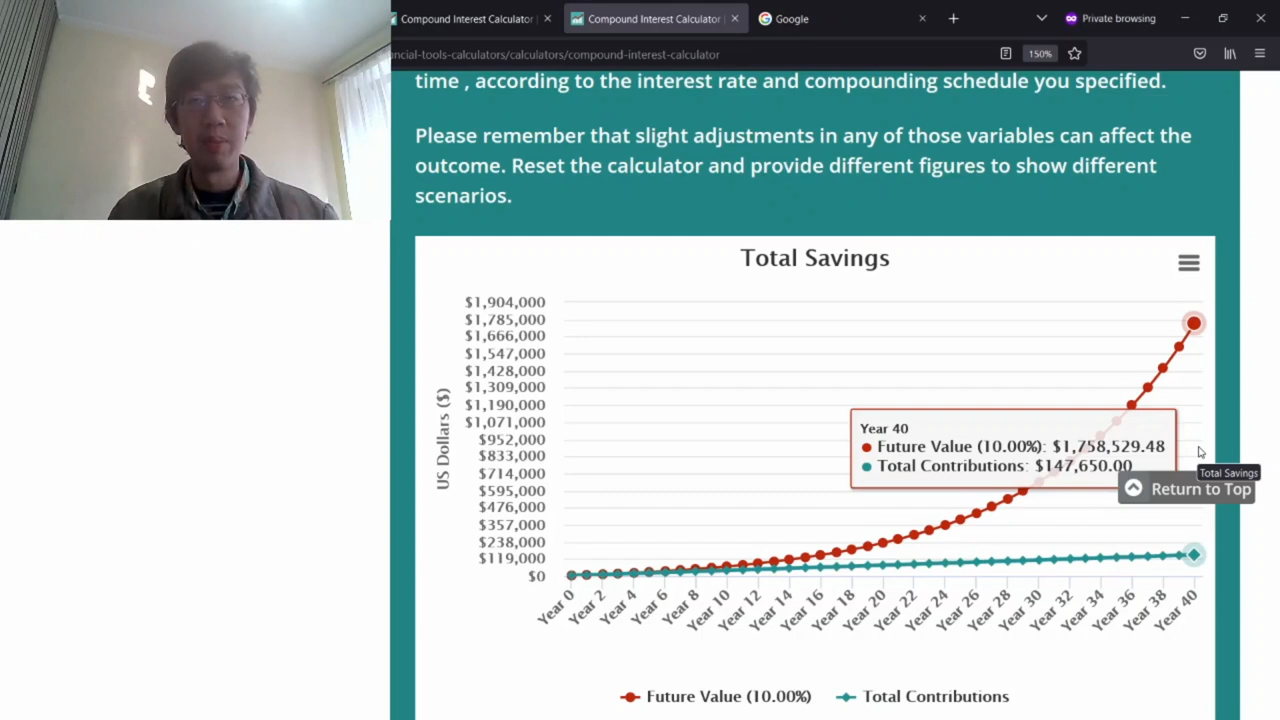 Compound Interest Calculator
Compound Interest Calculator
Google
Private browsing
ncial-tools-calculators/calculators/compound-interest-calculator
150%
time , according to the interest rate and compounding schedule you specified.
Please remember that slight adjustments in any of those variables can affect the
outcome. Reset the calculator and provide different figures to show different
scenarios.
Total Savings
US Dollars ($)
$1,904,000
$1,785,000
$1,666,000
$1,547,000
$1,428,000
$1,309,000
$1,190,000
$1,071,000
$952,000
$833,000
$714,000
$595,000
$476,000
$357,000
$238,000
$119,000
$0
Year 40
Future Value (10.00%): $1,758,529.48
Total Contributions: $147,650.00
Total Savings
Return to Top
Year 0
Year 2
Year 4
Year 6
Year 8
Year 10
Year 12
Year 14
Year 16
Year 18
Year 20
Year 22
Year 24
Year 26
Year 28
Year 30
Year 32
Year 34
Year 36
Year 38
Year 40
Future Value (10.00%)
Total Contributions